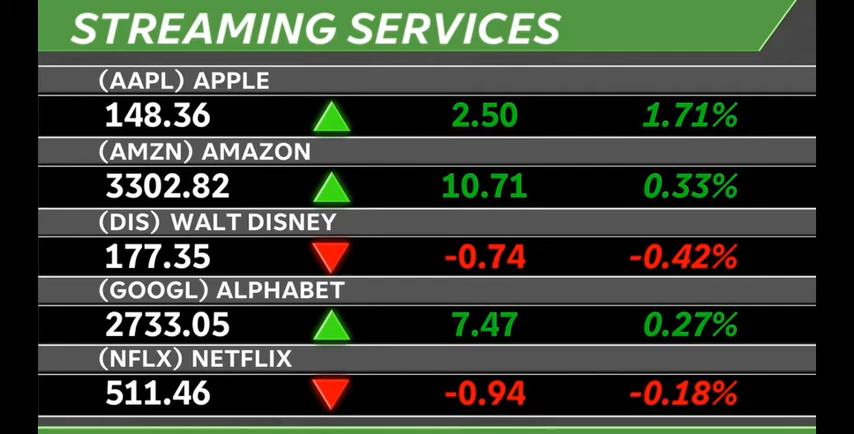 STREAMING SERVICES
(AAPL) APPLE
148.36 2.50 1.71%
(AMZN) AMAZON
3302.82 10.71 0.33%
(DIS) WALT DISNEY
177.35 -0.74 -0.42%
(GOOGL) ALPHABET
2733.05 7.47 0.27%
(NFLX) NETFLIX
511.46 -0.94 -0.18%